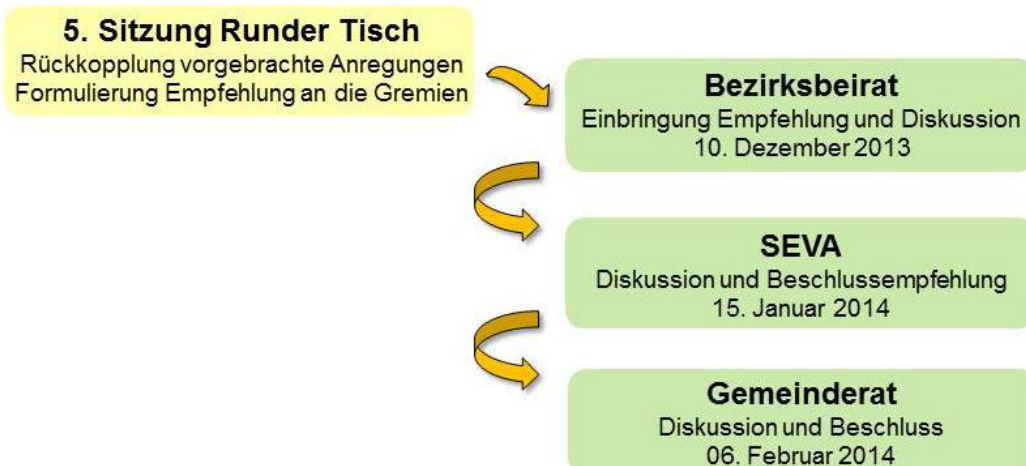 5. Sitzung Runder Tisch
Rückkopplung vorgebrachte Anregungen
Formulierung Empfehlung an die Gremien
Bezirksbeirat
Einbringung Empfehlung und Diskussion
10. Dezember 2013
SEVA
Diskussion und Beschlussempfehlung
15. Januar 2014
Gemeinderat
Diskussion und Beschluss
06. Februar 2014